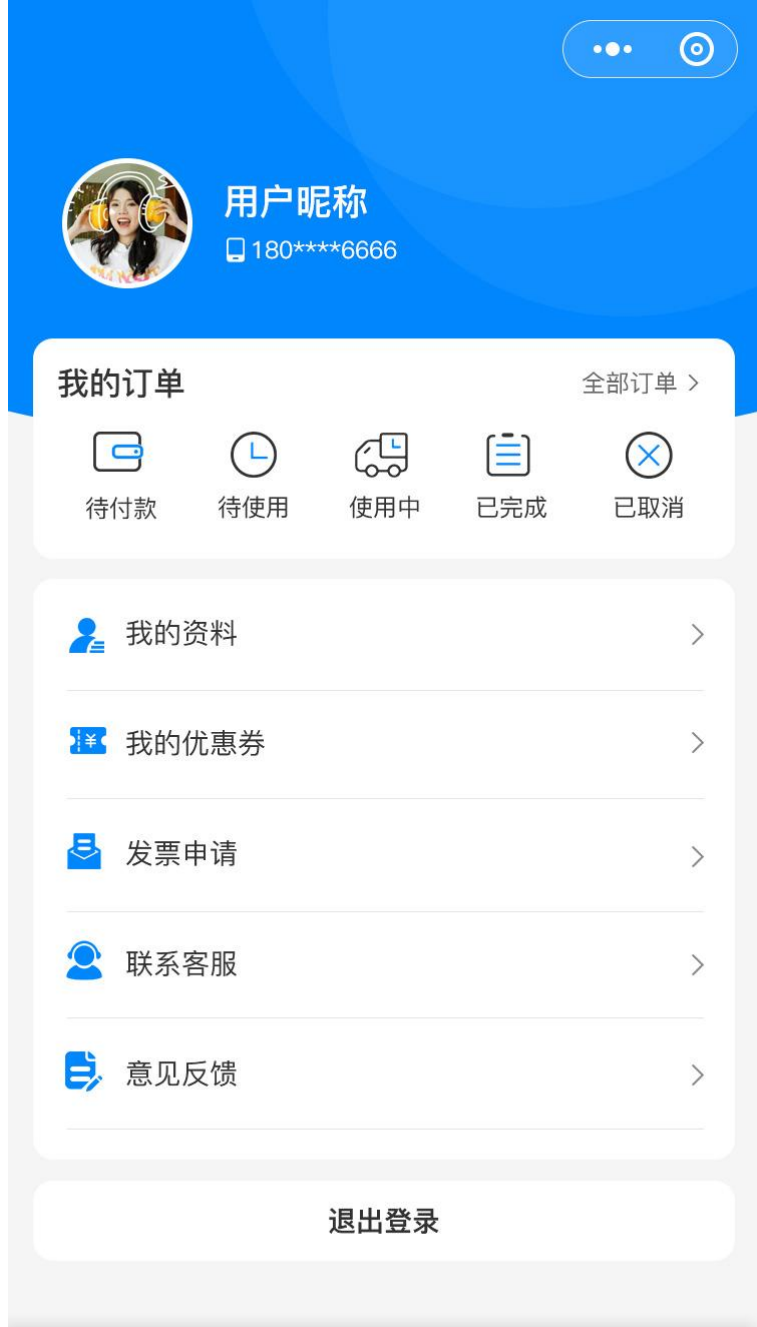 用户昵称
180****6666
我的订单
全部订单
待付款 待使用 使用中 已完成 已取消
我的资料
我的优惠券
发票申请
联系客服
意见反馈
退出登录